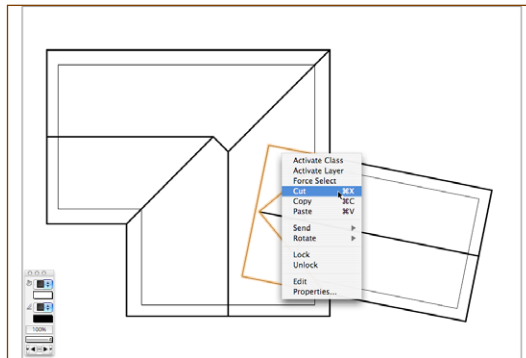 Activate Class
Activate Layer
Force Select
Cut ⌘X
Copy ⌘C
Paste ⌘V
Send
Rotate
Lock
Unlock
Edit
Properties...
100%